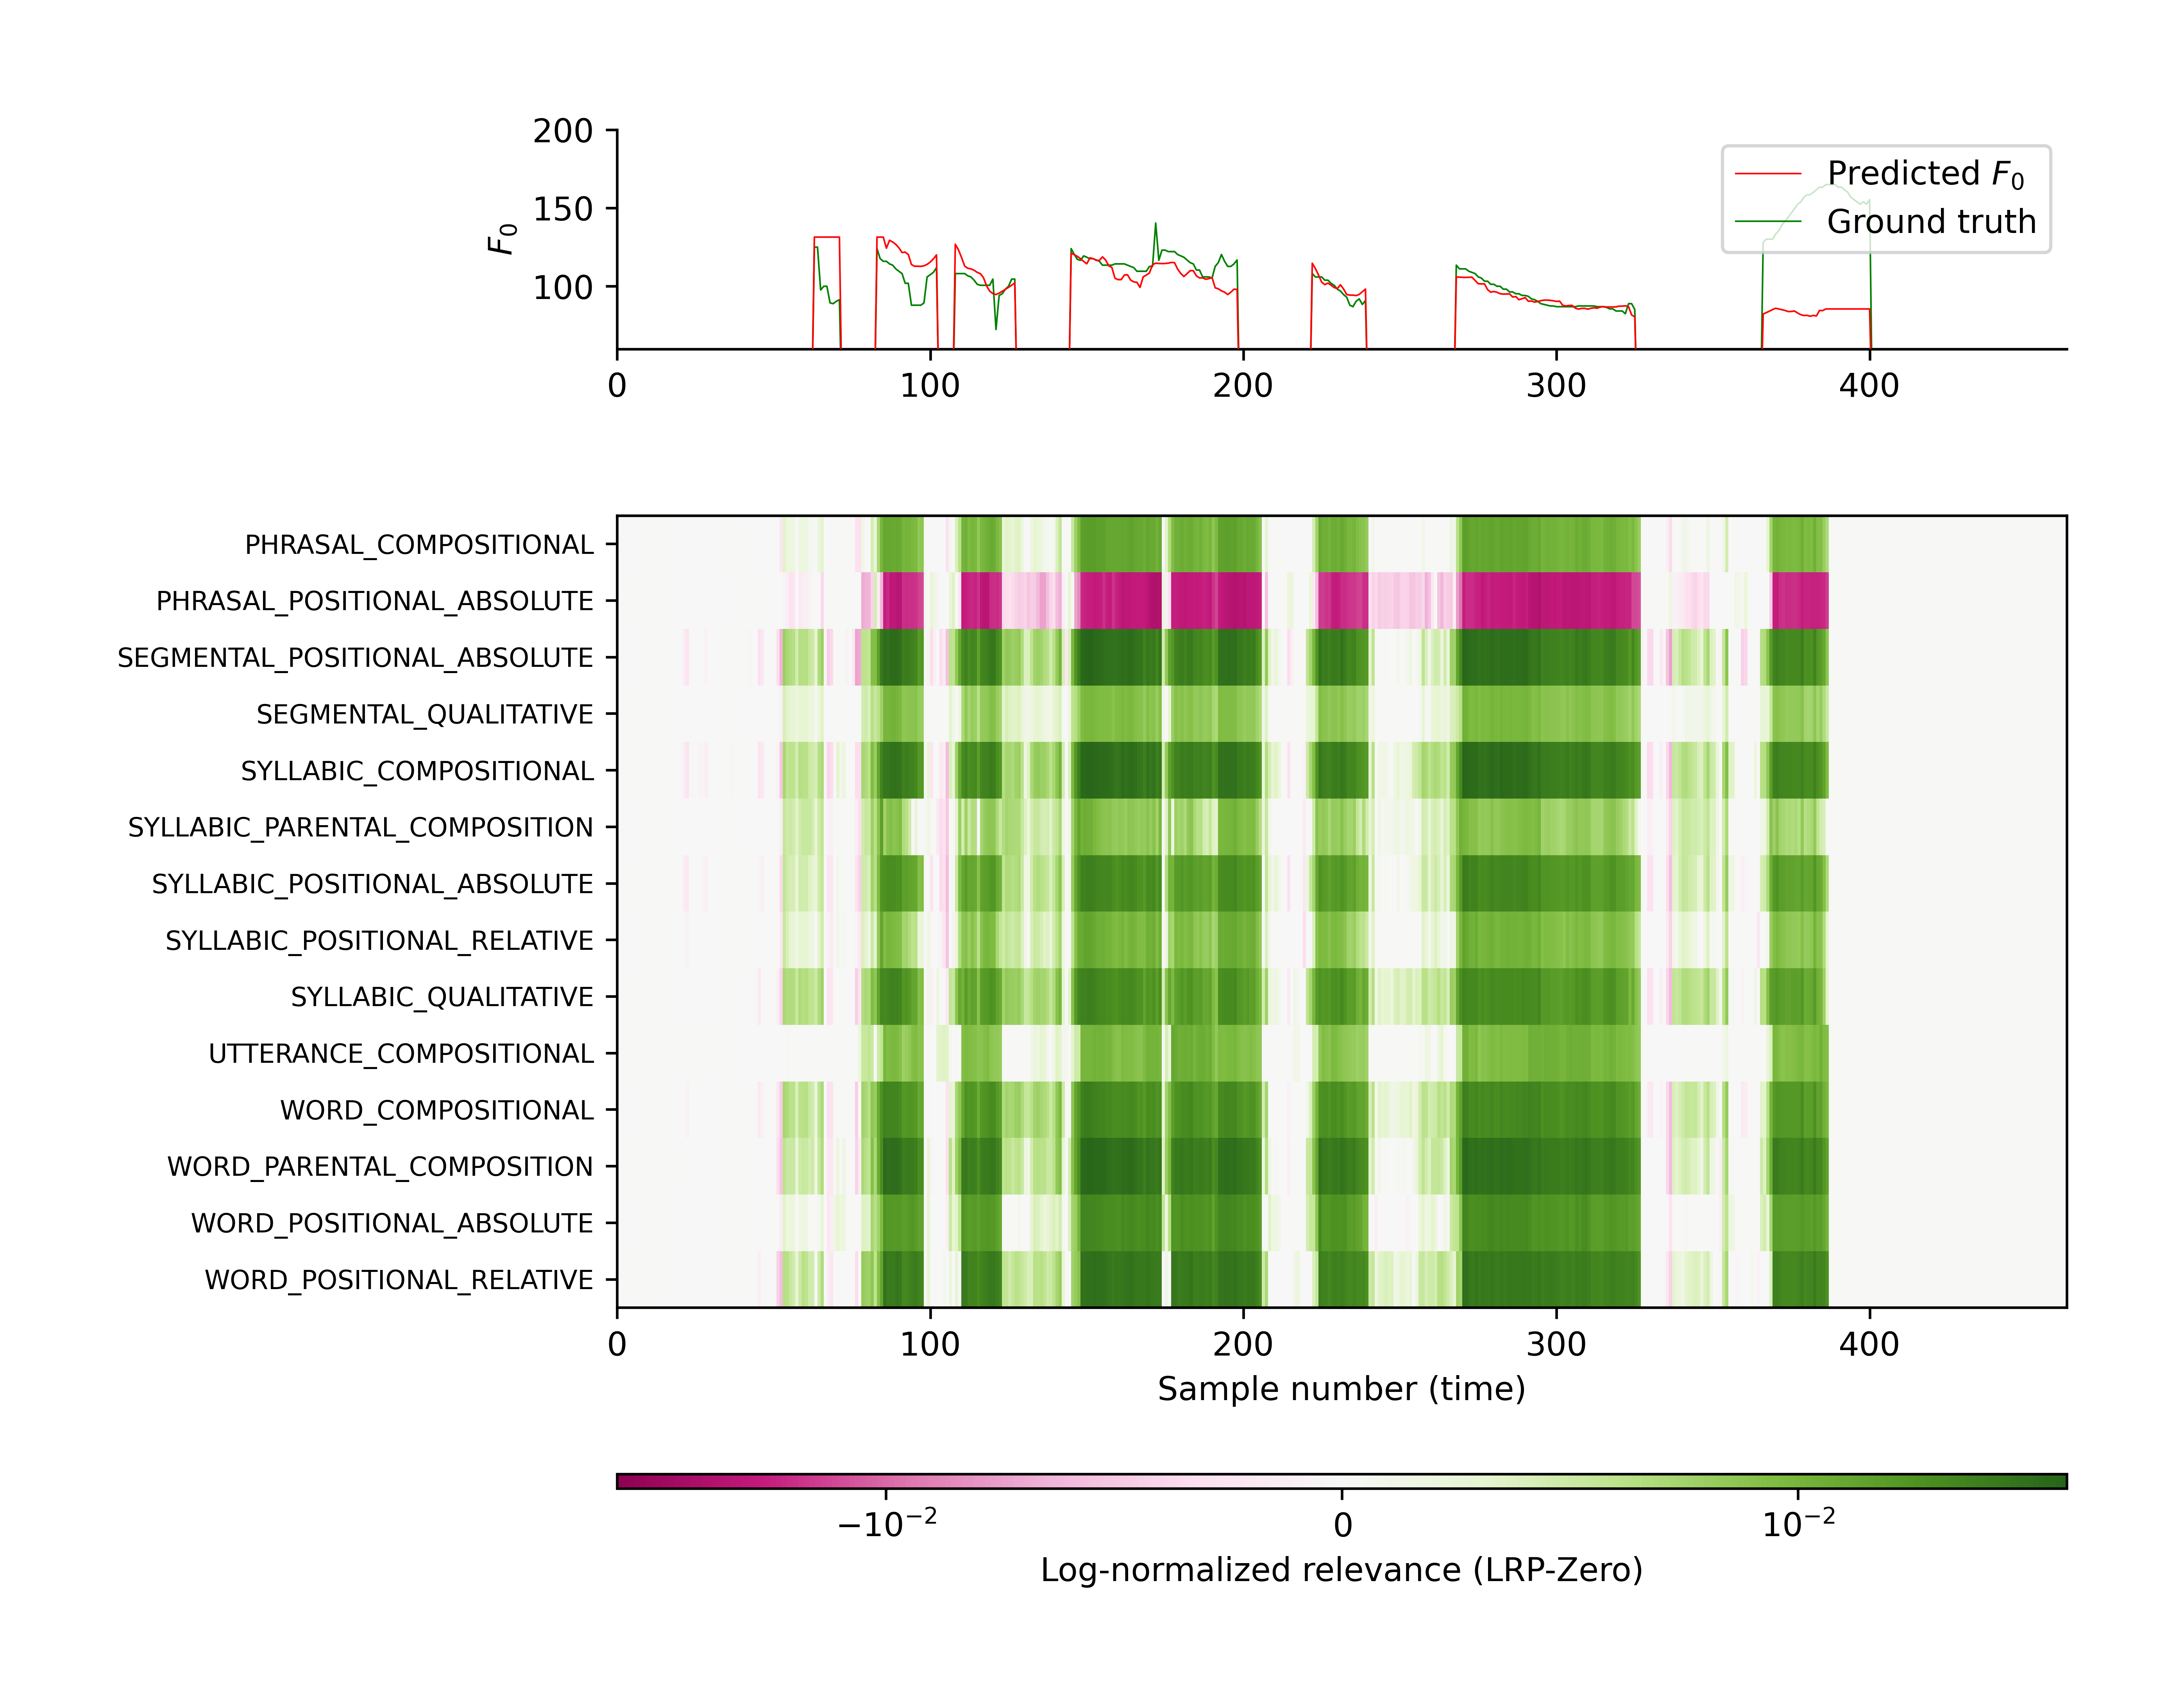 200
150
100
F₀
Predicted F₀
Ground truth
0 100 200 300 400
PHRASAL_COMPOSITIONAL
PHRASAL_POSITIONAL_ABSOLUTE
SEGMENTAL_POSITIONAL_ABSOLUTE
SEGMENTAL_QUALITATIVE
SYLLABIC_COMPOSITIONAL
SYLLABIC_PARENTAL_COMPOSITION
SYLLABIC_POSITIONAL_ABSOLUTE
SYLLABIC_POSITIONAL_RELATIVE
SYLLABIC_QUALITATIVE
UTTERANCE_COMPOSITIONAL
WORD_COMPOSITIONAL
WORD_PARENTAL_COMPOSITION
WORD_POSITIONAL_ABSOLUTE
WORD_POSITIONAL_RELATIVE
0 100 200 300 400
Sample number (time)
−10⁻² 0 10⁻²
Log-normalized relevance (LRP-Zero)